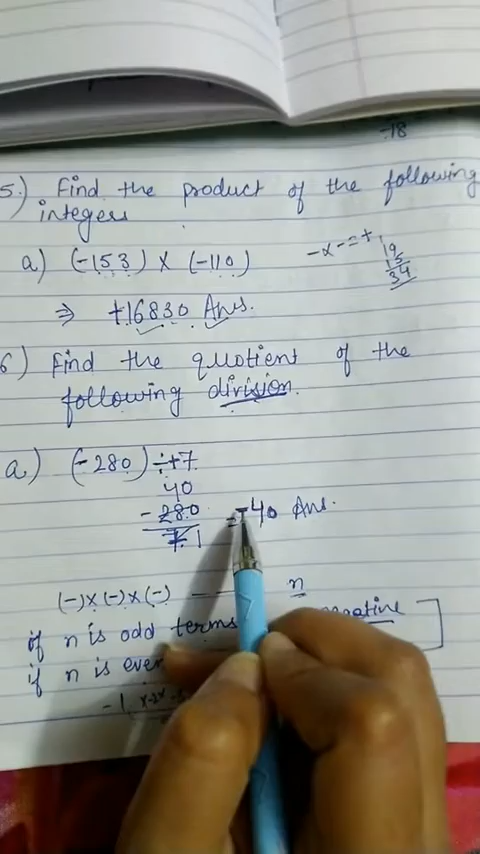 -18
5.) Find the product of the following
integers
a) (-153) × (-110)
-x-=+
19
15
34
⇒ +16830 Ans.
6) find the quotient of the
following division.
a.) (-280) ÷+7
40
-280 = -40 Ans.
7 1
(-)×(-)×(-) n
if n is odd terms negative
if n is even
-1